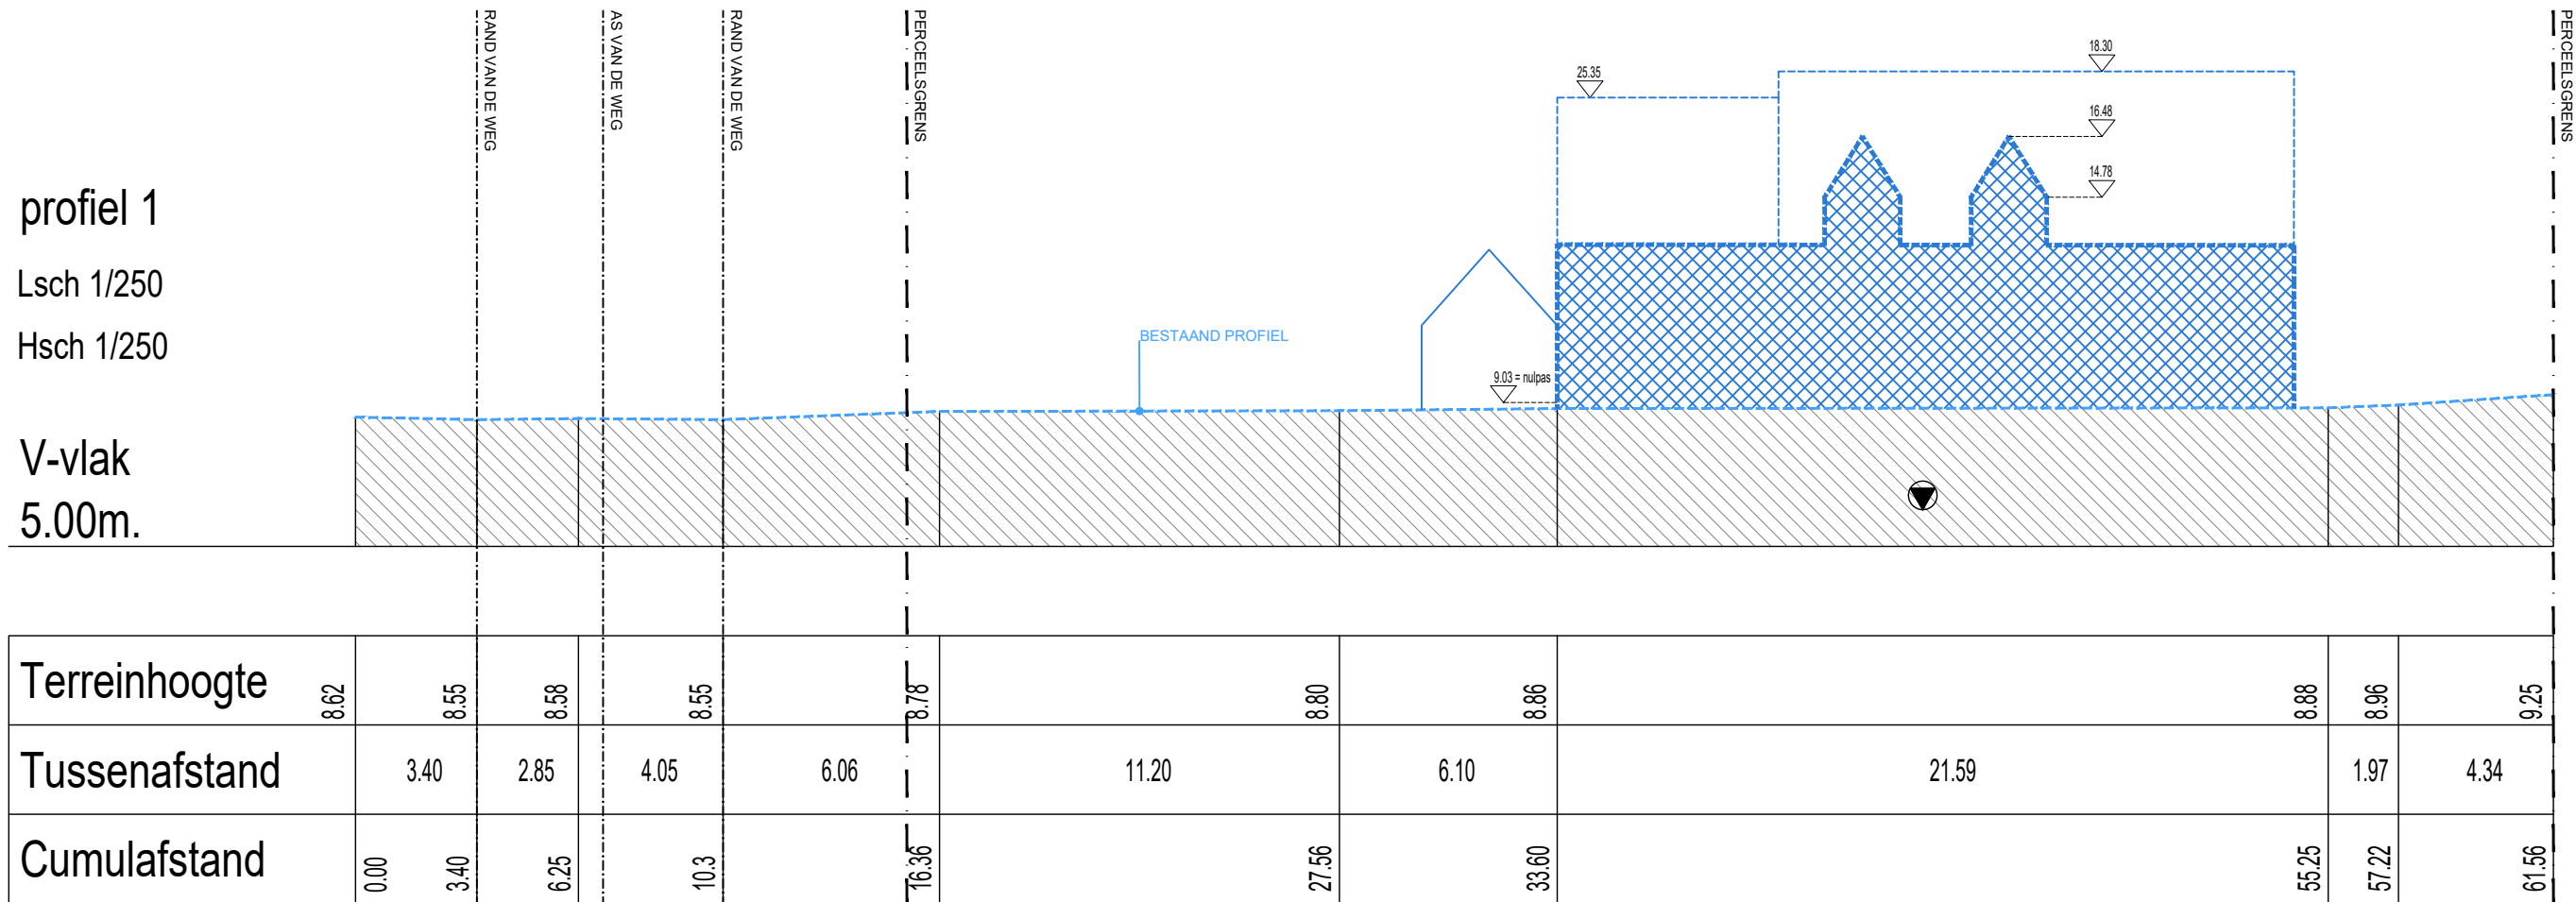 RAND VAN DE WEG
AS VAN DE WEG
RAND VAN DE WEG
PERCEELSGRENS
PERCEELSGRENS
18.30
25.35
16.48
14.78
profiel 1
Lsch 1/250
Hsch 1/250
BESTAAND PROFIEL
9.03 = nulpas
V-vlak
5.00m.
Terreinhoogte 8.62 8.55 8.58 8.55 8.78 8.80 8.86 8.88 8.96 9.25
Tussenafstand 3.40 2.85 4.05 6.06 11.20 6.10 21.59 1.97 4.34
Cumulafstand 0.00 3.40 6.25 10.3 16.36 27.56 33.60 55.25 57.22 61.56